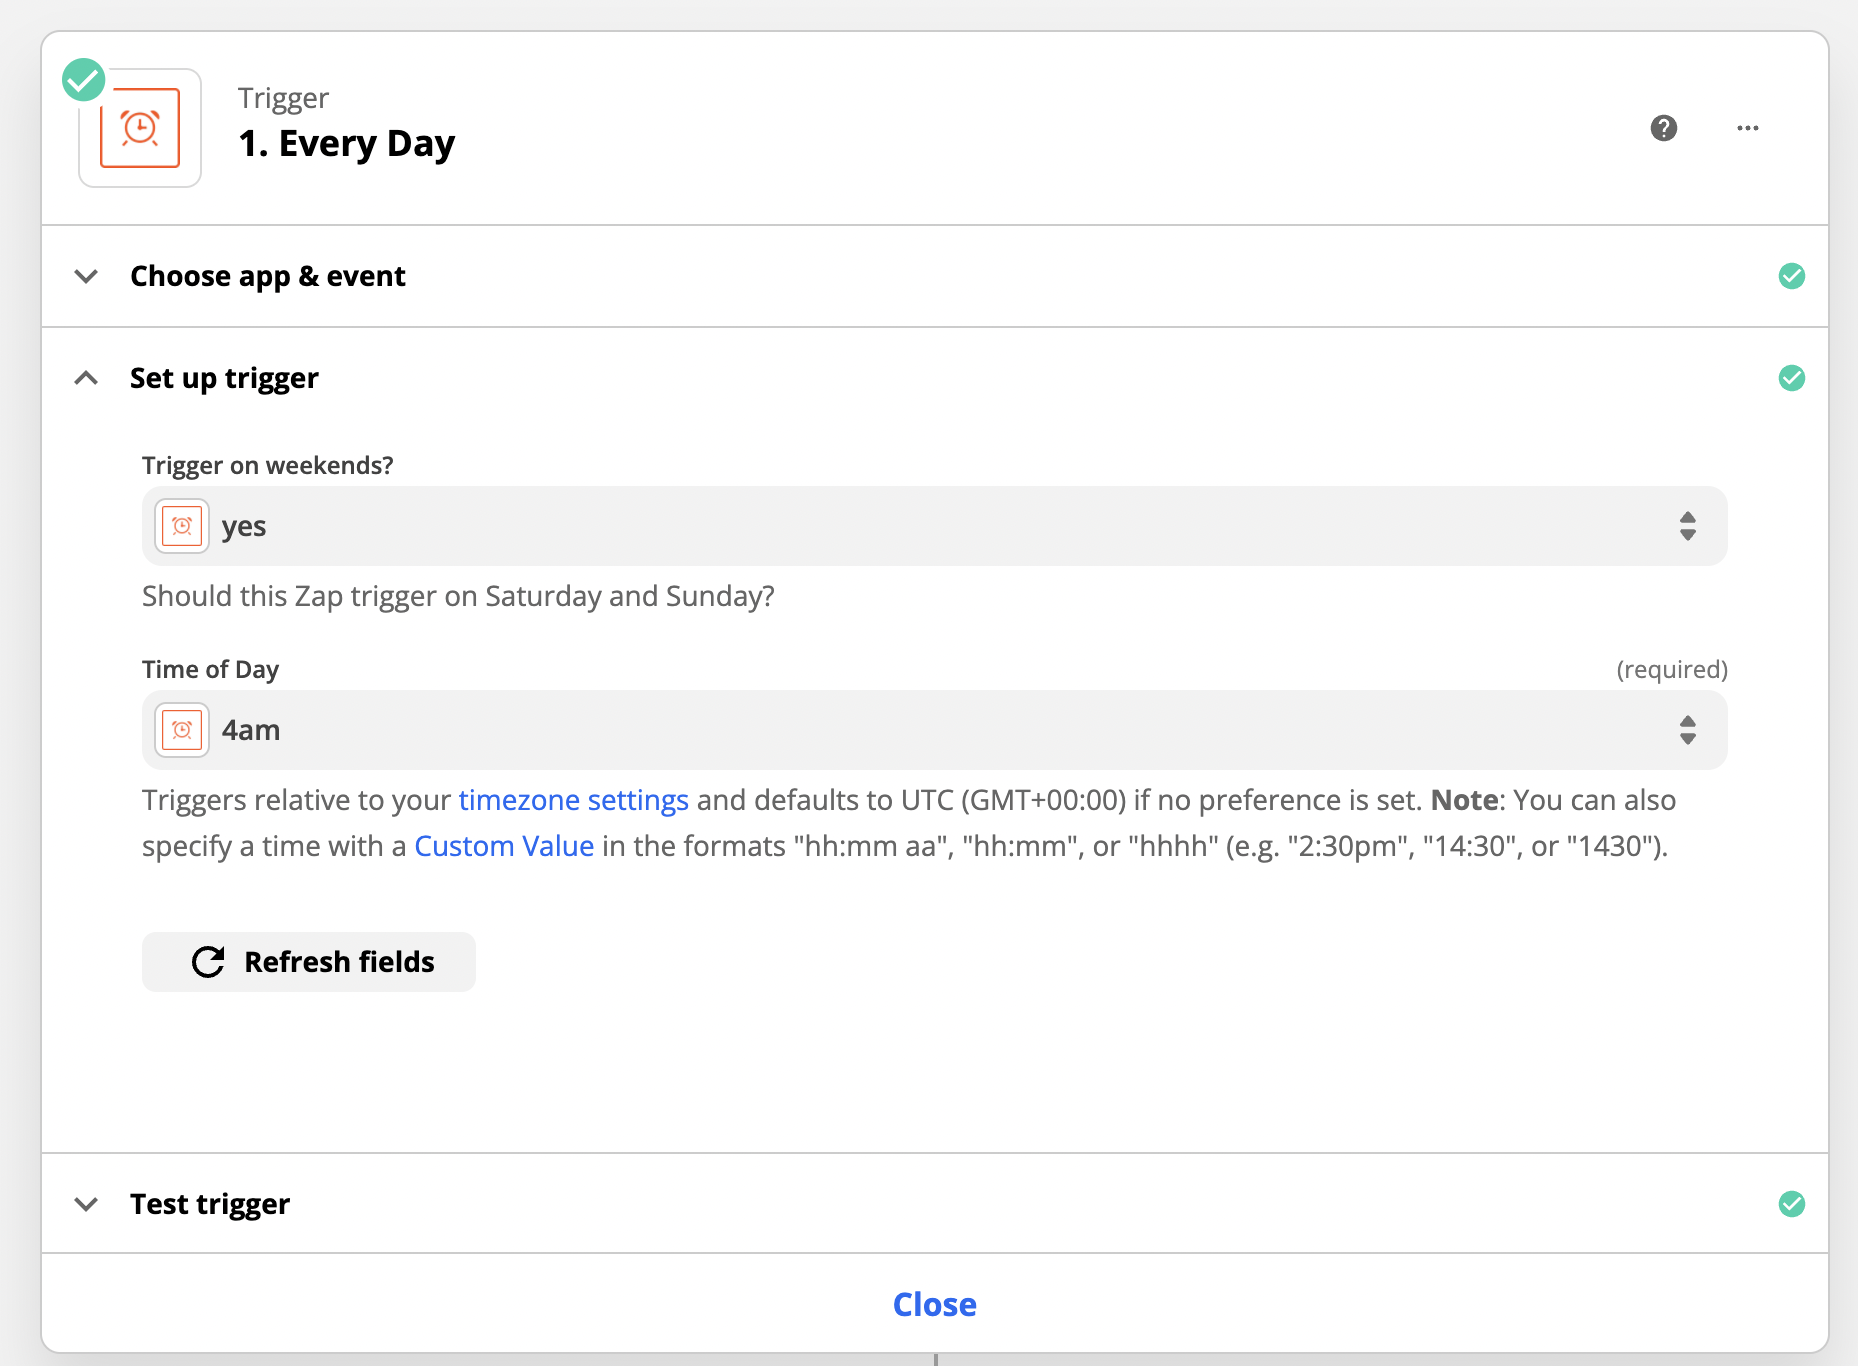 Trigger
1. Every Day
Choose app & event
Set up trigger
Trigger on weekends?
yes
Should this Zap trigger on Saturday and Sunday?
Time of Day (required)
4am
Triggers relative to your timezone settings and defaults to UTC (GMT+00:00) if no preference is set. Note: You can also
specify a time with a Custom Value in the formats "hh:mm aa", "hh:mm", or "hhhh" (e.g. "2:30pm", "14:30", or "1430").
Refresh fields
Test trigger
Close